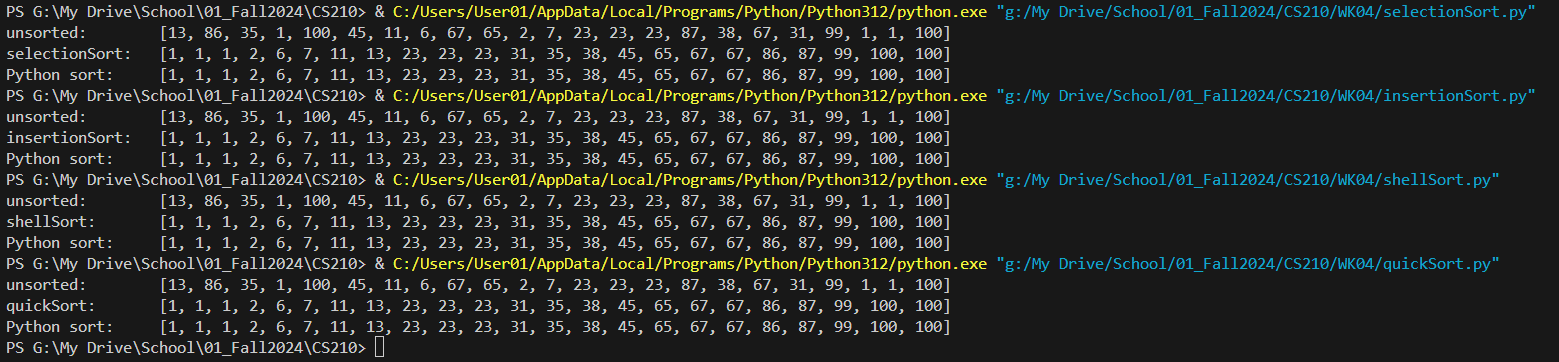 PS G:\My Drive\School\01_Fall2024\CS210> & C:/Users/User01/AppData/Local/Programs/Python/Python312/python.exe "g:/My Drive/School/01_Fall2024/CS210/WK04/selectionSort.py"
unsorted:       [13, 86, 35, 1, 100, 45, 11, 6, 67, 65, 2, 7, 23, 23, 23, 87, 38, 67, 31, 99, 1, 1, 100]
selectionSort:  [1, 1, 1, 2, 6, 7, 11, 13, 23, 23, 23, 31, 35, 38, 45, 65, 67, 67, 86, 87, 99, 100, 100]
Python sort:    [1, 1, 1, 2, 6, 7, 11, 13, 23, 23, 23, 31, 35, 38, 45, 65, 67, 67, 86, 87, 99, 100, 100]
PS G:\My Drive\School\01_Fall2024\CS210> & C:/Users/User01/AppData/Local/Programs/Python/Python312/python.exe "g:/My Drive/School/01_Fall2024/CS210/WK04/insertionSort.py"
unsorted:       [13, 86, 35, 1, 100, 45, 11, 6, 67, 65, 2, 7, 23, 23, 23, 87, 38, 67, 31, 99, 1, 1, 100]
insertionSort:  [1, 1, 1, 2, 6, 7, 11, 13, 23, 23, 23, 31, 35, 38, 45, 65, 67, 67, 86, 87, 99, 100, 100]
Python sort:    [1, 1, 1, 2, 6, 7, 11, 13, 23, 23, 23, 31, 35, 38, 45, 65, 67, 67, 86, 87, 99, 100, 100]
PS G:\My Drive\School\01_Fall2024\CS210> & C:/Users/User01/AppData/Local/Programs/Python/Python312/python.exe "g:/My Drive/School/01_Fall2024/CS210/WK04/shellSort.py"
unsorted:       [13, 86, 35, 1, 100, 45, 11, 6, 67, 65, 2, 7, 23, 23, 23, 87, 38, 67, 31, 99, 1, 1, 100]
shellSort:      [1, 1, 1, 2, 6, 7, 11, 13, 23, 23, 23, 31, 35, 38, 45, 65, 67, 67, 86, 87, 99, 100, 100]
Python sort:    [1, 1, 1, 2, 6, 7, 11, 13, 23, 23, 23, 31, 35, 38, 45, 65, 67, 67, 86, 87, 99, 100, 100]
PS G:\My Drive\School\01_Fall2024\CS210> & C:/Users/User01/AppData/Local/Programs/Python/Python312/python.exe "g:/My Drive/School/01_Fall2024/CS210/WK04/quickSort.py"
unsorted:       [13, 86, 35, 1, 100, 45, 11, 6, 67, 65, 2, 7, 23, 23, 23, 87, 38, 67, 31, 99, 1, 1, 100]
quickSort:      [1, 1, 1, 2, 6, 7, 11, 13, 23, 23, 23, 31, 35, 38, 45, 65, 67, 67, 86, 87, 99, 100, 100]
Python sort:    [1, 1, 1, 2, 6, 7, 11, 13, 23, 23, 23, 31, 35, 38, 45, 65, 67, 67, 86, 87, 99, 100, 100]
PS G:\My Drive\School\01_Fall2024\CS210>